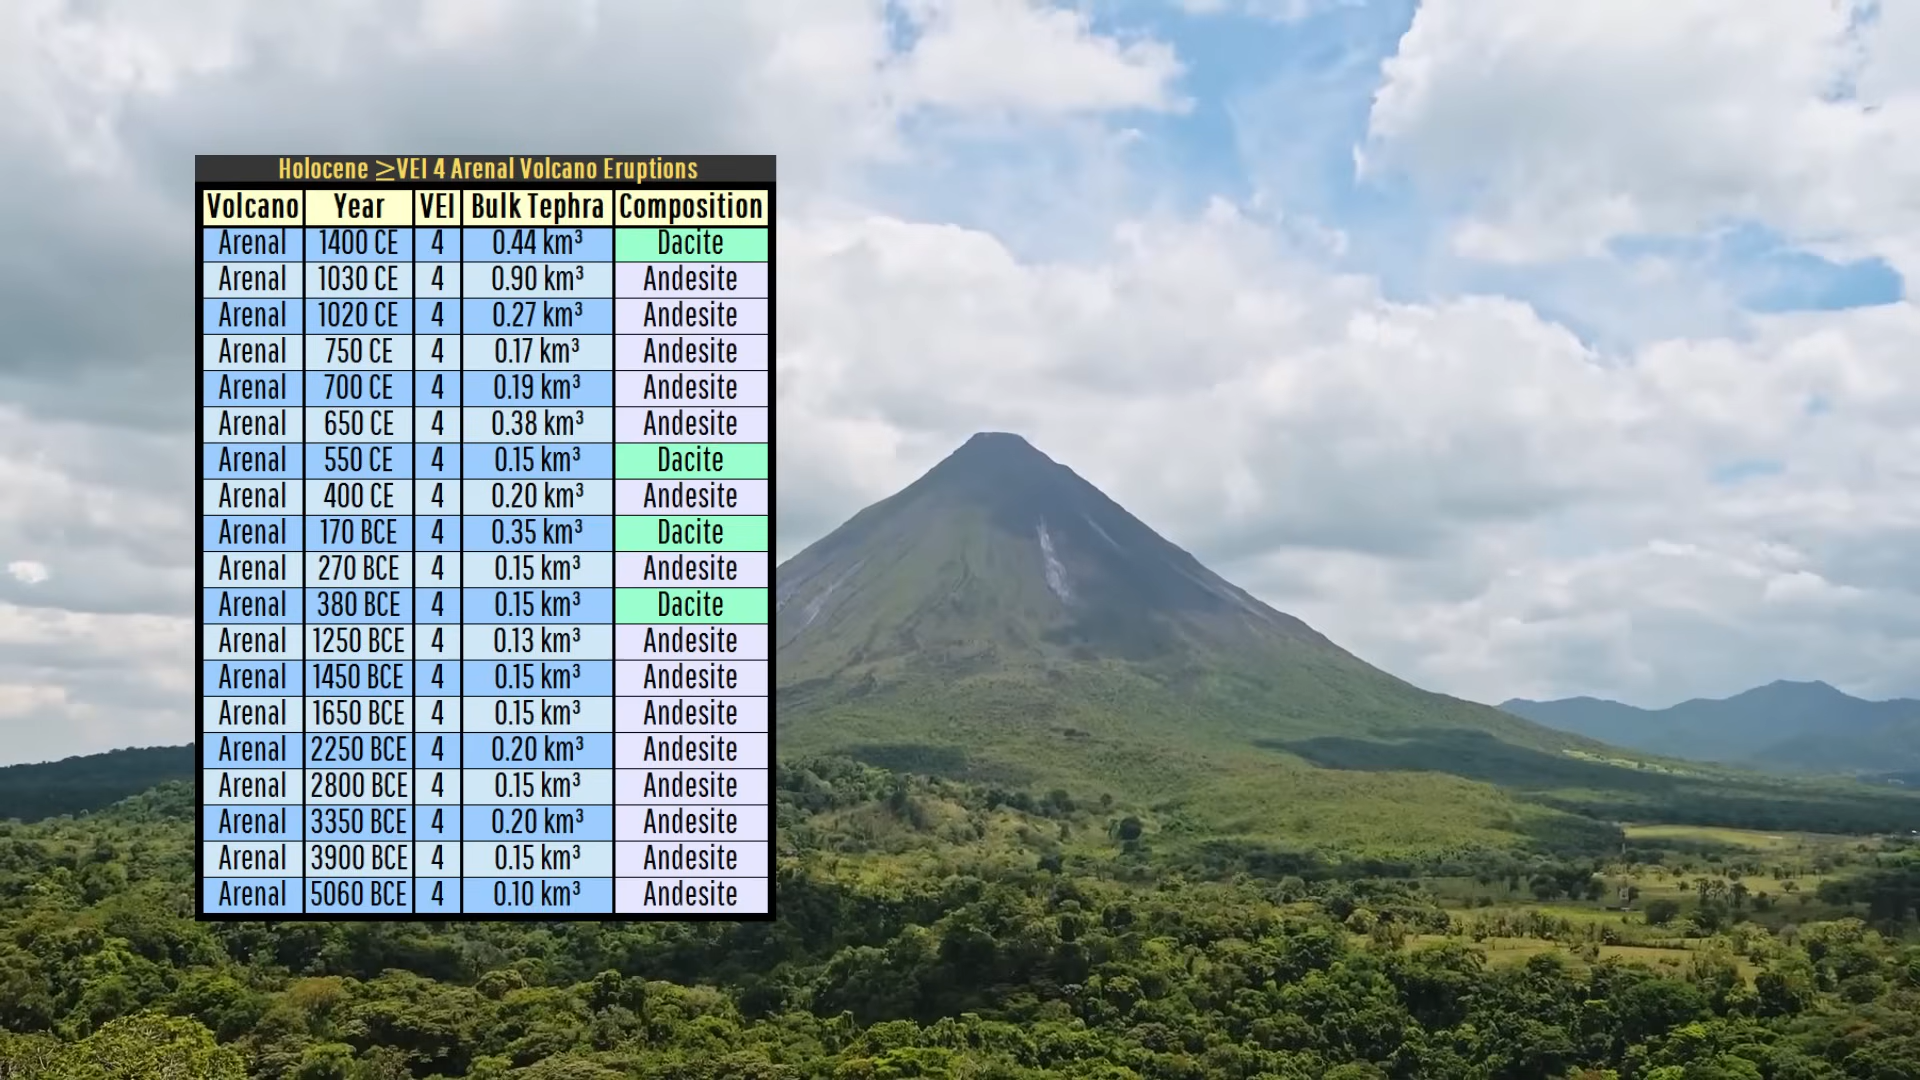 Holocene ≥VEI 4 Arenal Volcano Eruptions
Volcano Year VEI Bulk Tephra Composition
Arenal 1400 CE 4 0.44 km³ Dacite
Arenal 1030 CE 4 0.90 km³ Andesite
Arenal 1020 CE 4 0.27 km³ Andesite
Arenal 750 CE 4 0.17 km³ Andesite
Arenal 700 CE 4 0.19 km³ Andesite
Arenal 650 CE 4 0.38 km³ Andesite
Arenal 550 CE 4 0.15 km³ Dacite
Arenal 400 CE 4 0.20 km³ Andesite
Arenal 170 BCE 4 0.35 km³ Dacite
Arenal 270 BCE 4 0.15 km³ Andesite
Arenal 380 BCE 4 0.15 km³ Dacite
Arenal 1250 BCE 4 0.13 km³ Andesite
Arenal 1450 BCE 4 0.15 km³ Andesite
Arenal 1650 BCE 4 0.15 km³ Andesite
Arenal 2250 BCE 4 0.20 km³ Andesite
Arenal 2800 BCE 4 0.15 km³ Andesite
Arenal 3350 BCE 4 0.20 km³ Andesite
Arenal 3900 BCE 4 0.15 km³ Andesite
Arenal 5060 BCE 4 0.10 km³ Andesite